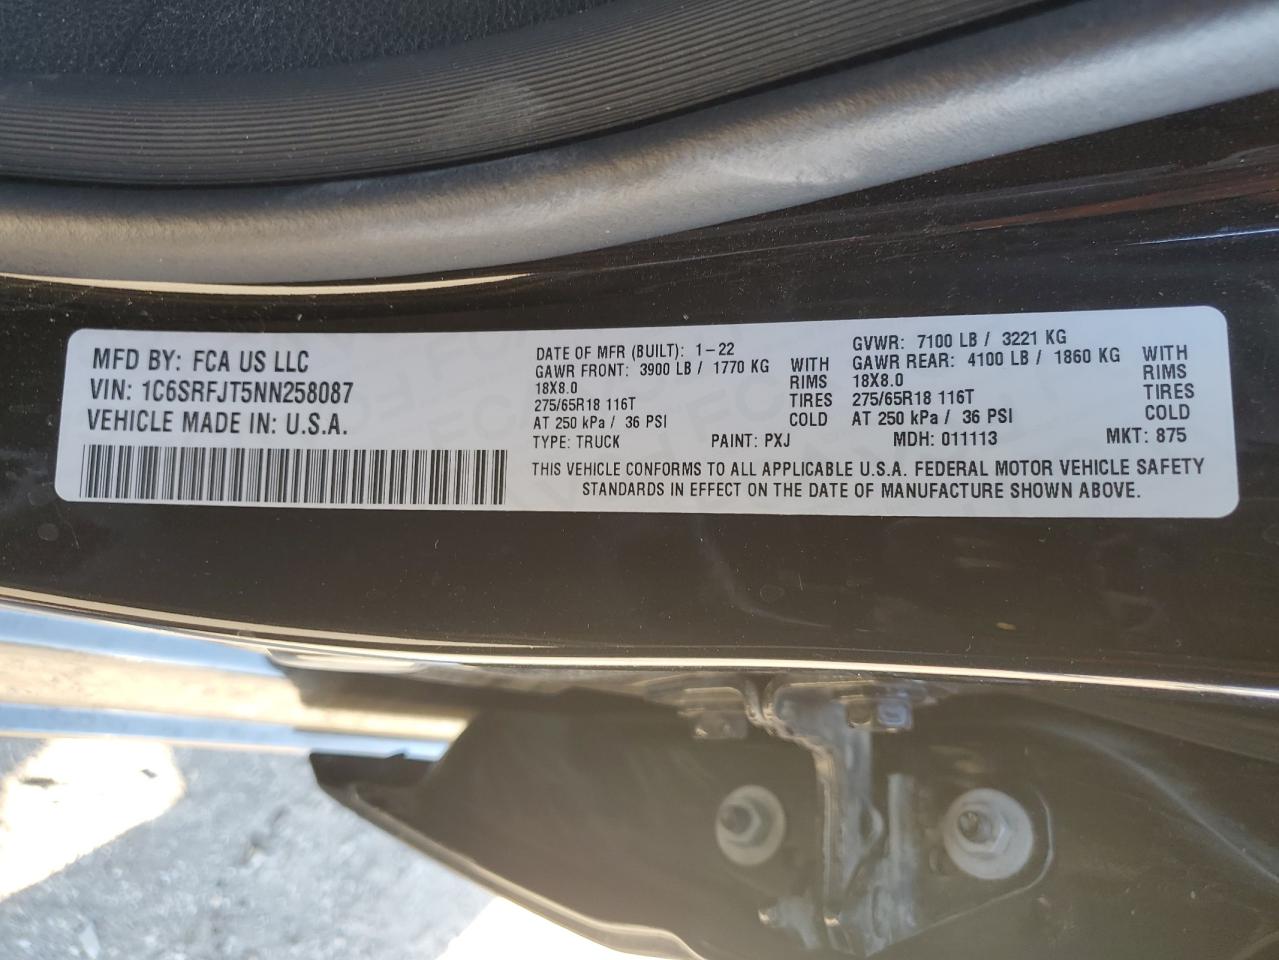 MFD BY: FCA US LLC
VIN: 1C6SRFJT5NN258087
VEHICLE MADE IN: U.S.A.
DATE OF MFR (BUILT): 1-22
GAWR FRONT: 3900 LB / 1770 KG WITH
18X8.0 RIMS
275/65R18 116T TIRES
AT 250 kPa / 36 PSI COLD
GVWR: 7100 LB / 3221 KG
GAWR REAR: 4100 LB / 1860 KG WITH
18X8.0 RIMS
275/65R18 116T TIRES
AT 250 kPa / 36 PSI COLD
TYPE: TRUCK PAINT: PXJ MDH: 011113 MKT: 875
THIS VEHICLE CONFORMS TO ALL APPLICABLE U.S.A. FEDERAL MOTOR VEHICLE SAFETY
STANDARDS IN EFFECT ON THE DATE OF MANUFACTURE SHOWN ABOVE.